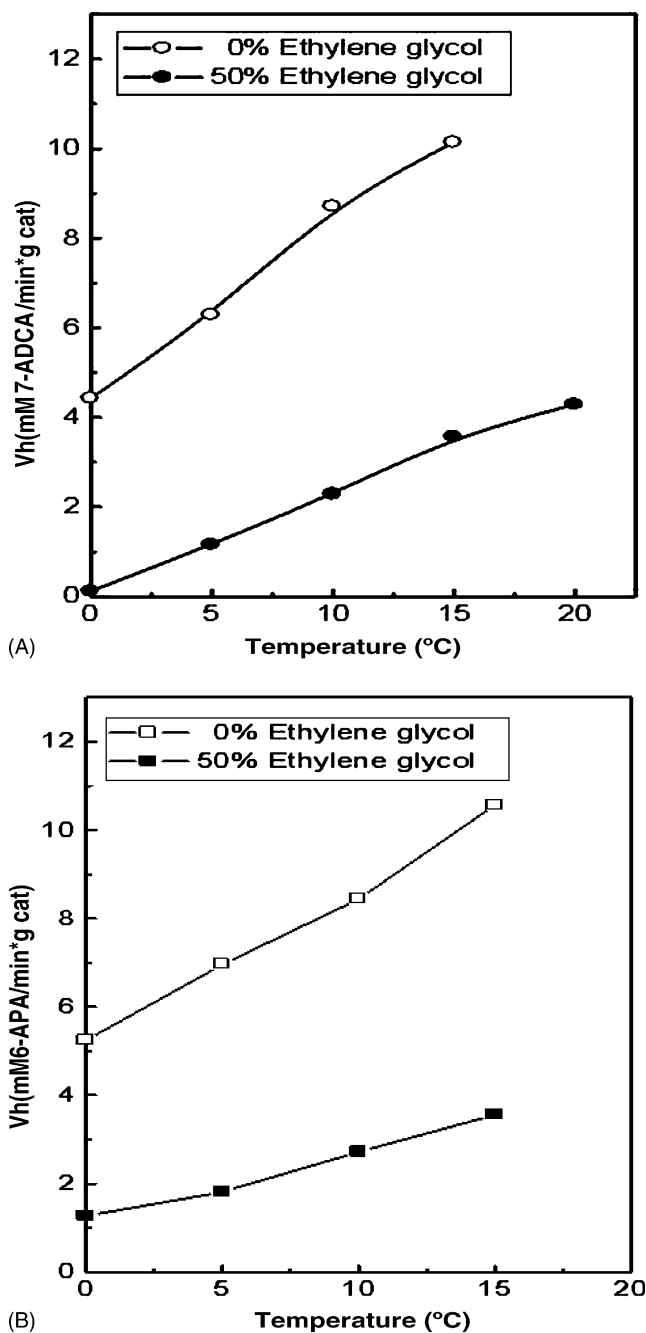 12
10
8
6
4
2
0
Vh(mM 7-ADCA/min*g cat)
0% Ethylene glycol
50% Ethylene glycol
0 5 10 15 20
Temperature (ºC)
(A)
12
10
8
6
4
2
0
Vh(mM6-APA/min*g cat)
0% Ethylene glycol
50% Ethylene glycol
0 5 10 15 20
Temperature (ºC)
(B)